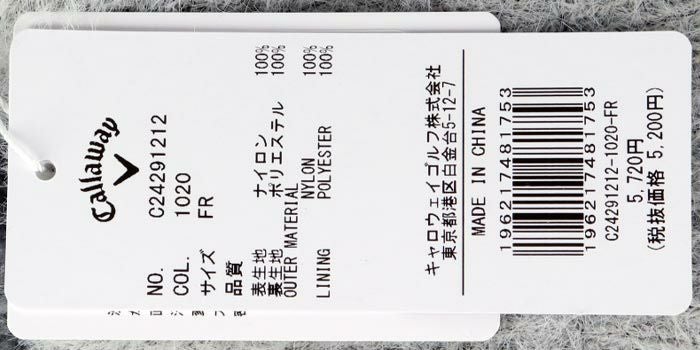 Callaway
NO. C24291212
COL. 1020
サイズ FR
品質
表生地 ナイロン 100%
裏生地 ポリエステル 100%
OUTER MATERIAL NYLON 100%
LINING POLYESTER 100%
キャロウェイゴルフ株式会社
東京都港区白金台5-12-7
MADE IN CHINA
196217481753
196217481753
C24291212-1020-FR
5,720円
(税抜価格 5,200円)